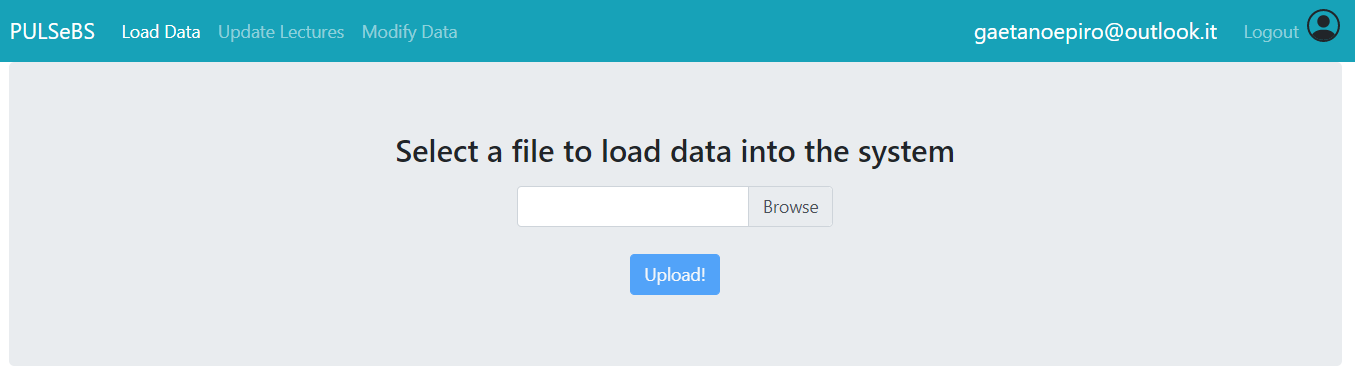 PULSeBS Load Data Update Lectures Modify Data gaetanoepiro@outlook.it Logout
Select a file to load data into the system
Browse
Upload!